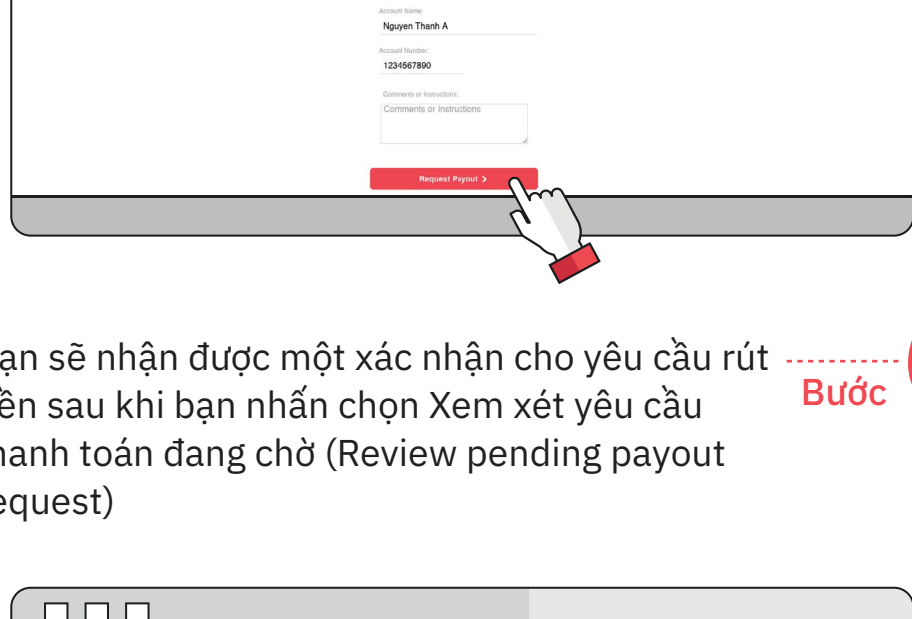 Account Name:
Nguyen Thanh A
Account Number:
1234567890
Comments or Instructions:
Comments or Instructions
Request Payout
ạn sẽ nhận được một xác nhận cho yêu cầu rút
ền sau khi bạn nhấn chọn Xem xét yêu cầu
hanh toán đang chờ (Review pending payout
equest)
Bước